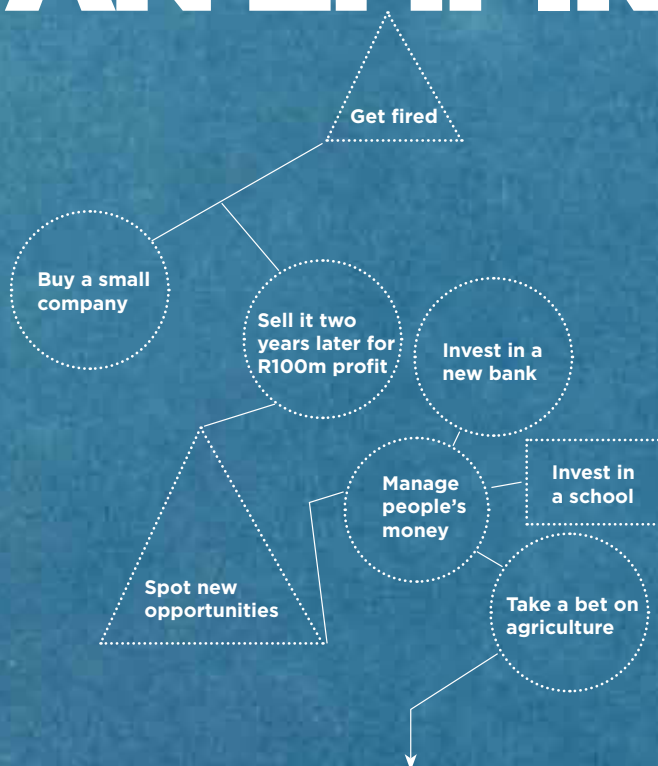 Get fired
Buy a small
company
Sell it two
years later for
R100m profit
Invest in a
new bank
Manage
people's
money
Invest in
a school
Spot new
opportunities
Take a bet on
agriculture